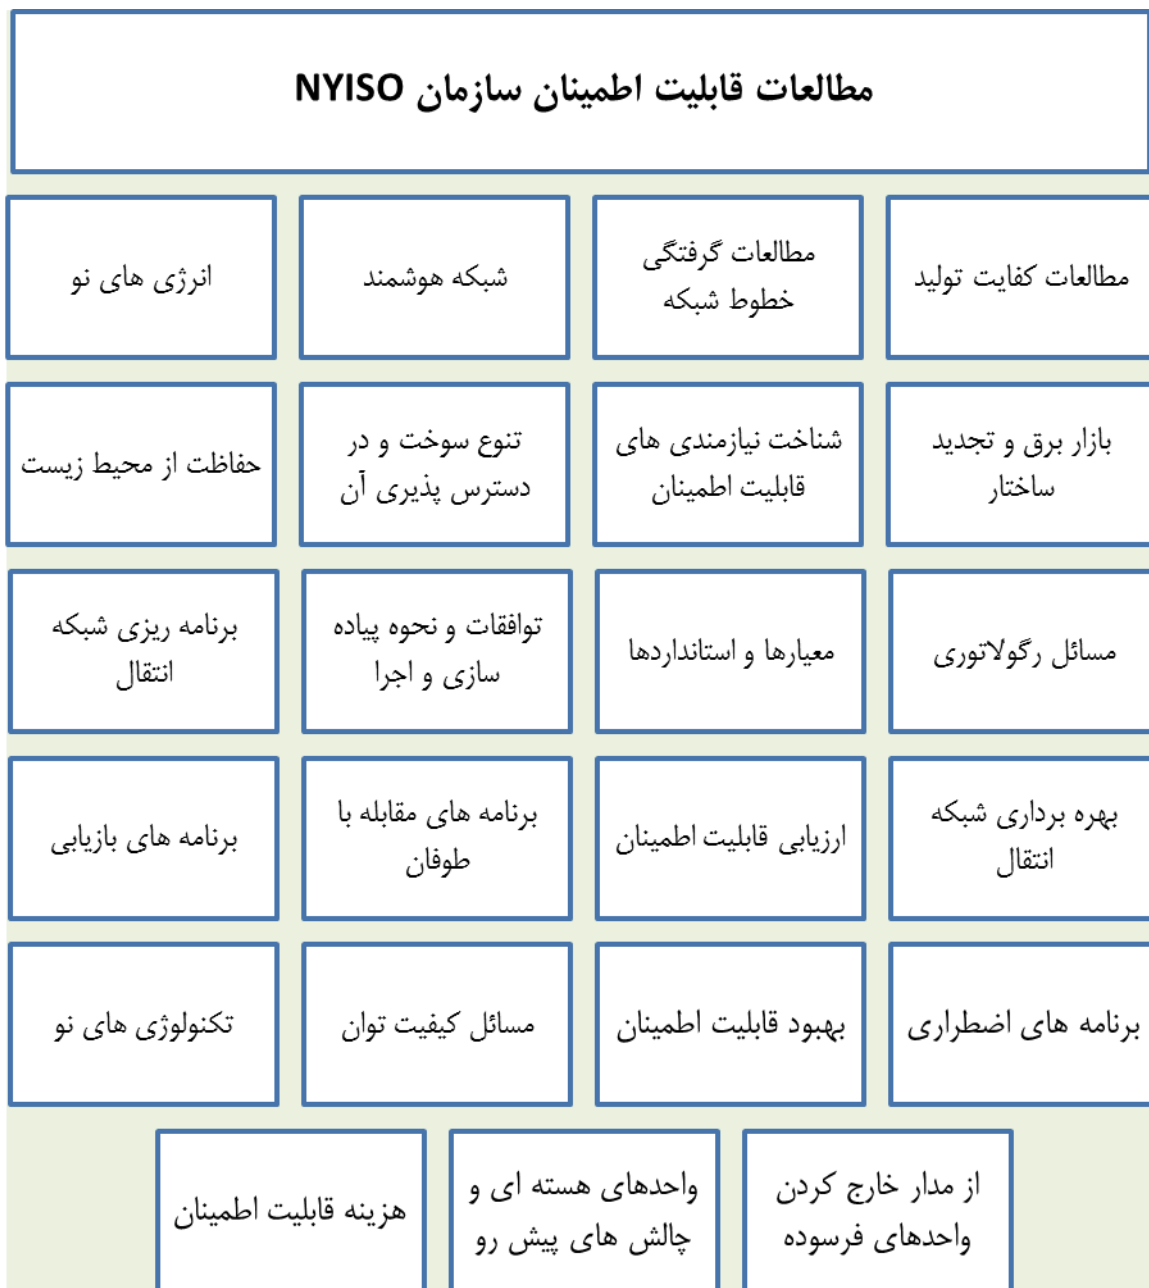 مطالعات قابلیت اطمینان سازمان NYISO
مطالعات کفایت تولید
مطالعات گرفتگی
خطوط شبکه
شبکه هوشمند
انرژی های نو
بازار برق و تجدید
ساختار
شناخت نیازمندی های
قابلیت اطمینان
تنوع سوخت و در
دسترس پذیری آن
حفاظت از محیط زیست
مسائل رگولاتوری
معیارها و استانداردها
توافقات و نحوه پیاده
سازی و اجرا
برنامه ریزی شبکه
انتقال
بهره برداری شبکه
انتقال
ارزیابی قابلیت اطمینان
برنامه های مقابله با
طوفان
برنامه های بازیابی
برنامه های اضطراری
بهبود قابلیت اطمینان
مسائل کیفیت توان
تکنولوژی های نو
از مدار خارج کردن
واحدهای فرسوده
واحدهای هسته ای و
چالش های پیش رو
هزینه قابلیت اطمینان